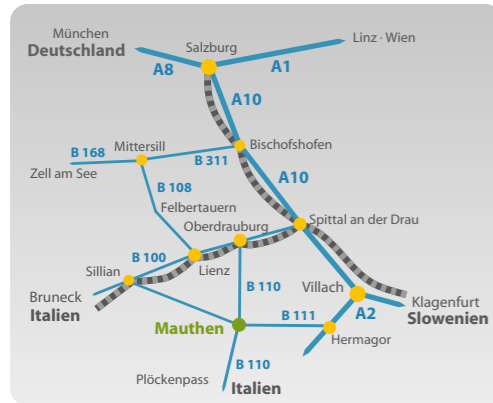 München
Deutschland
Salzburg
Linz · Wien
A8
A1
A10
Mittersill
Bischofshofen
B 168
B 311
Zell am See
A10
B 108
Felbertauern
Oberdrauburg
Spittal an der Drau
B 100
Sillian
Lienz
Villach
B 110
Bruneck
Italien
Klagenfurt
Slowenien
Mauthen
B 111
A2
Hermagor
B 110
Plöckenpass
Italien